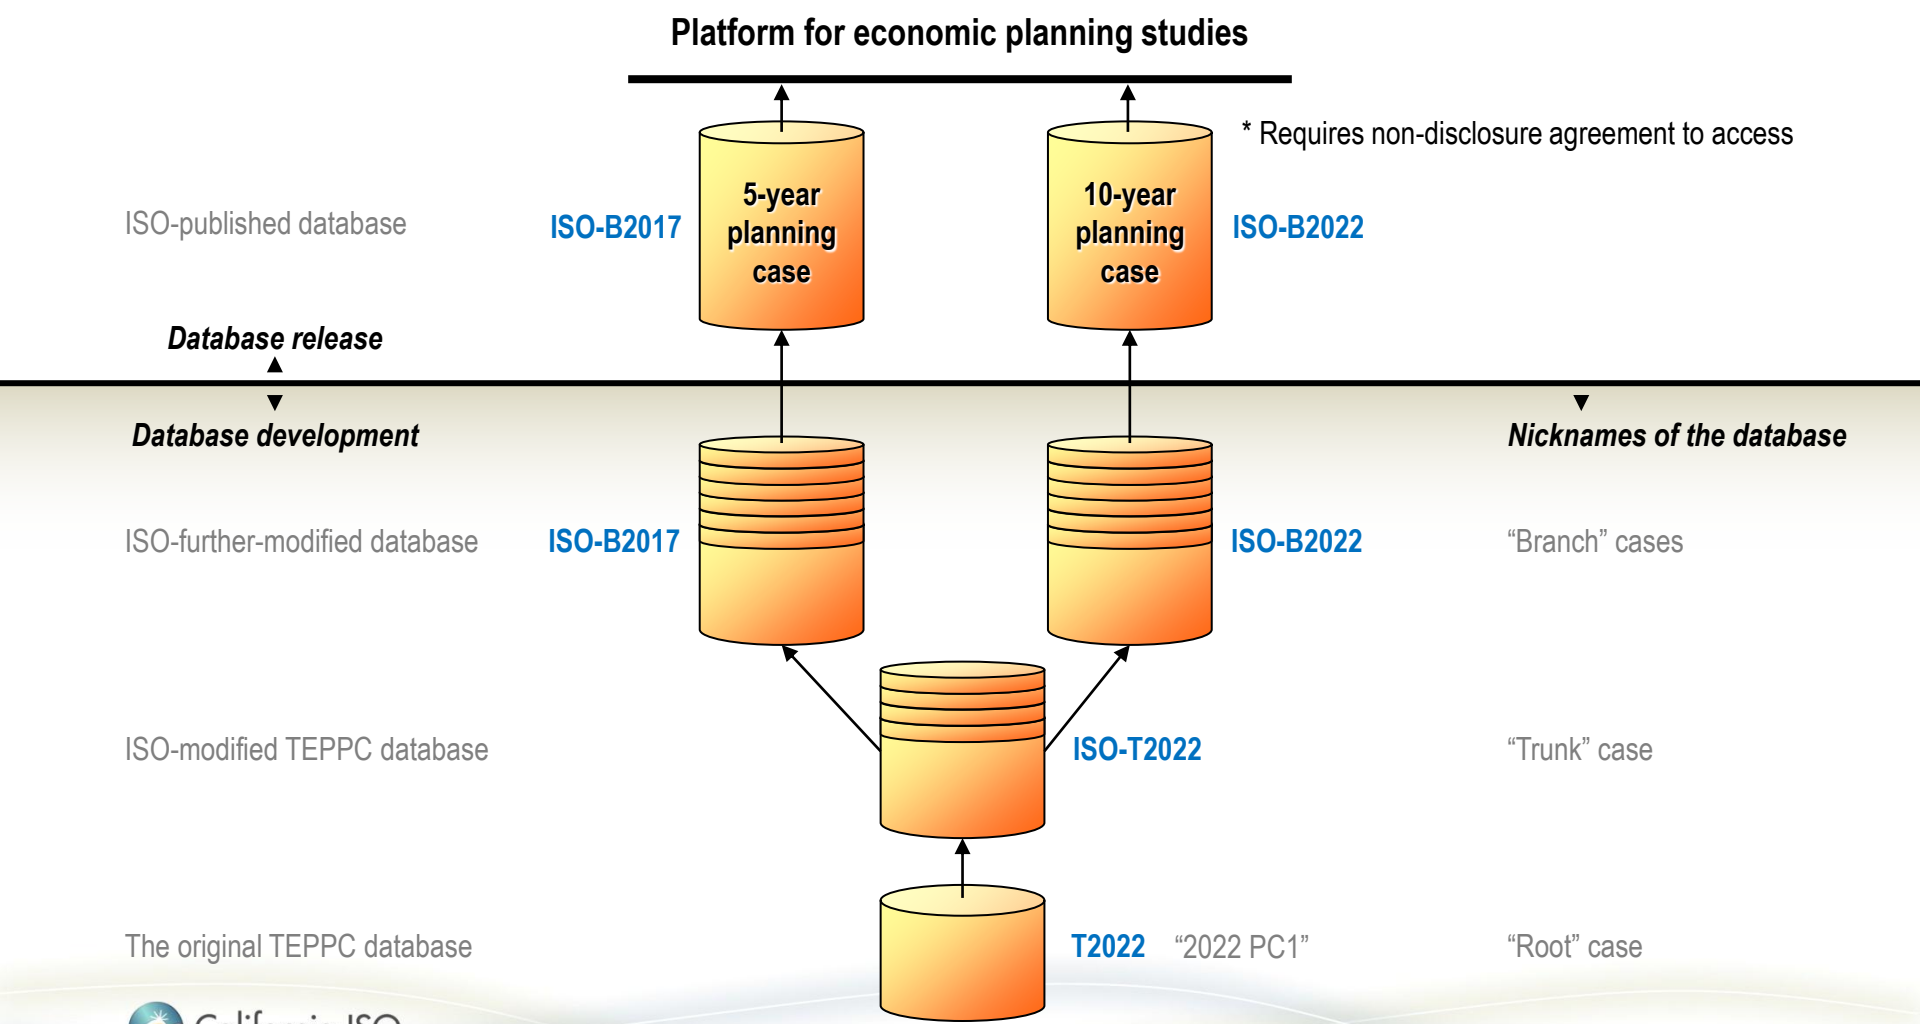 Platform for economic planning studies
* Requires non-disclosure agreement to access
ISO-published database
ISO-B2017
5-year
planning
case
10-year
planning
case
ISO-B2022
Database release
Database development
Nicknames of the database
ISO-further-modified database
ISO-B2017
ISO-B2022
“Branch” cases
ISO-modified TEPPC database
ISO-T2022
“Trunk” case
The original TEPPC database
T2022 “2022 PC1”
“Root” case
California ISO